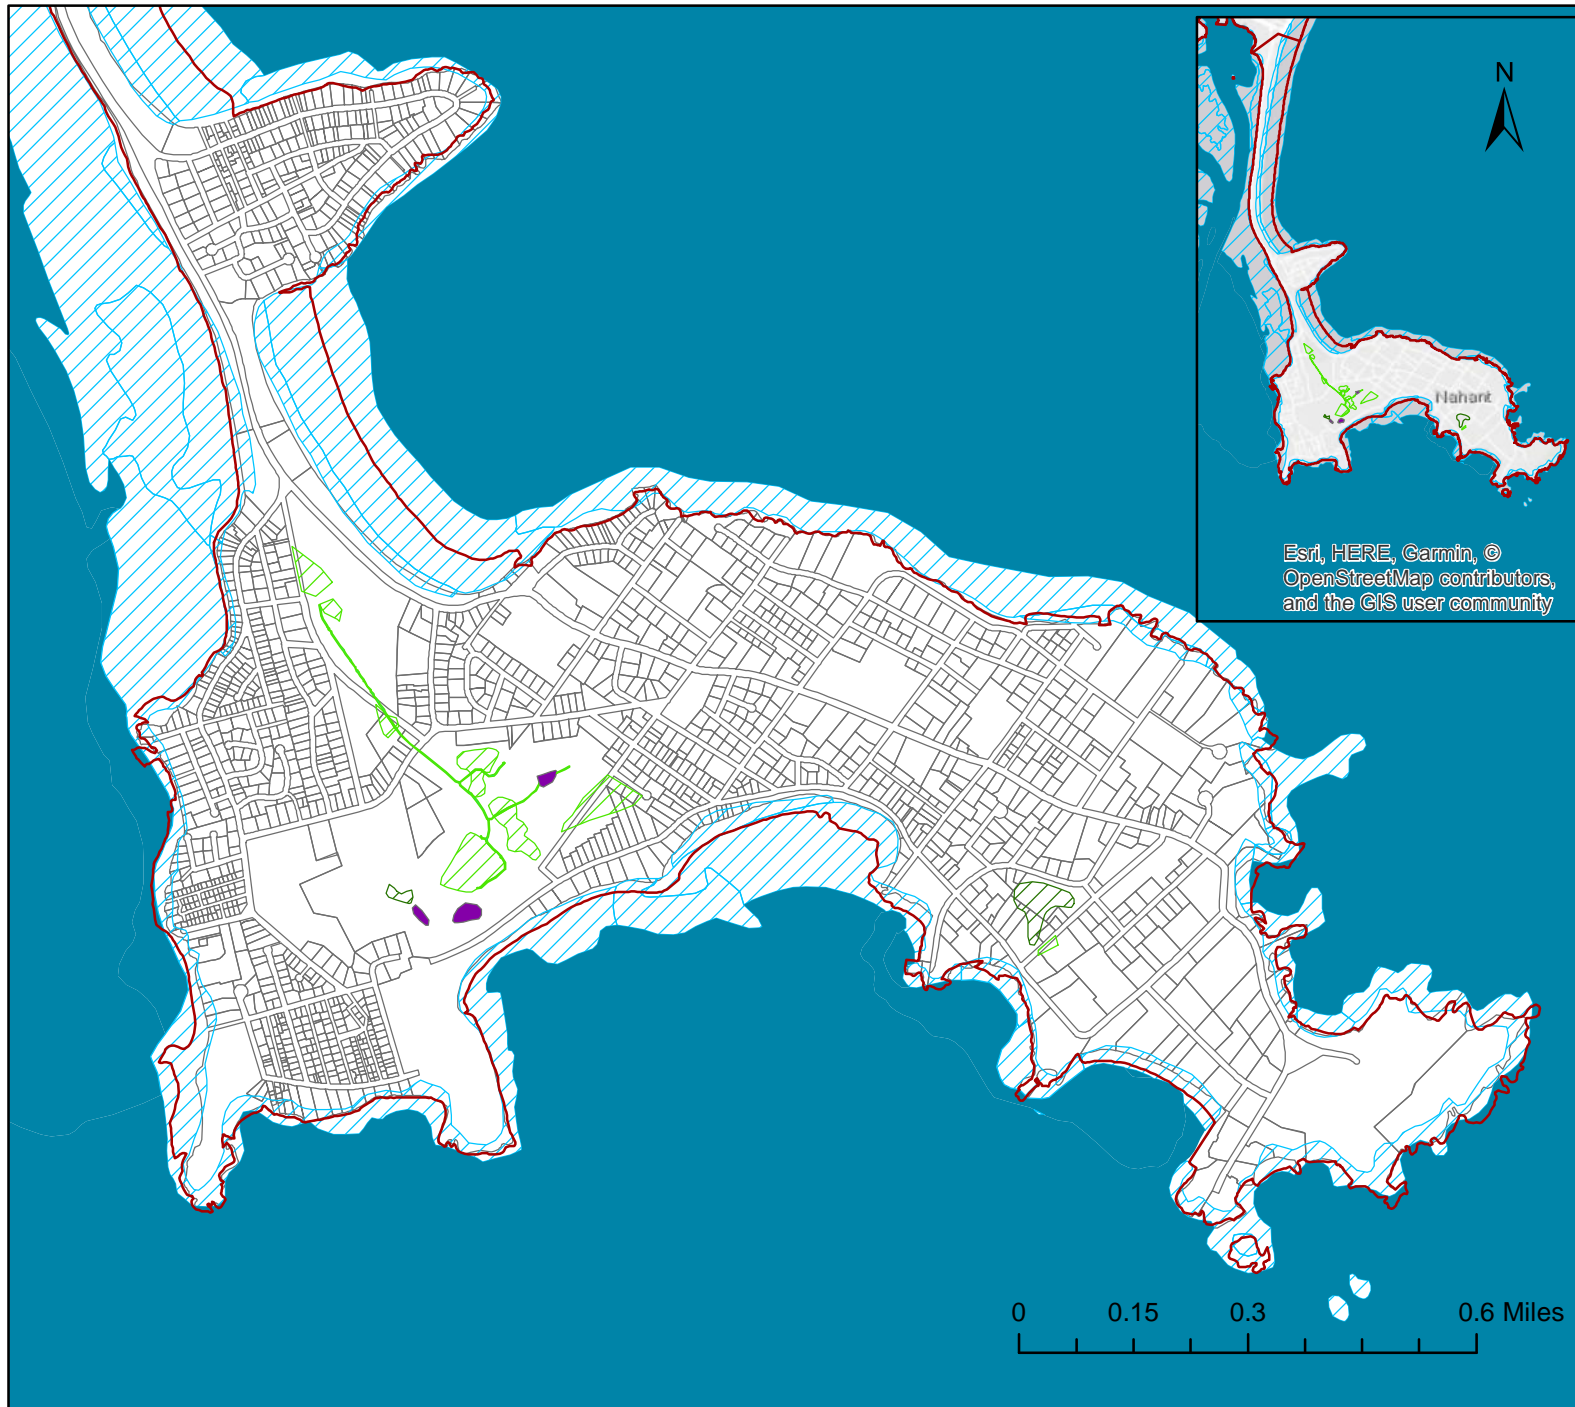 N
Nahant
Esri, HERE, Garmin, ©
OpenStreetMap contributors,
and the GIS user community
0 0.15 0.3 0.6 Miles